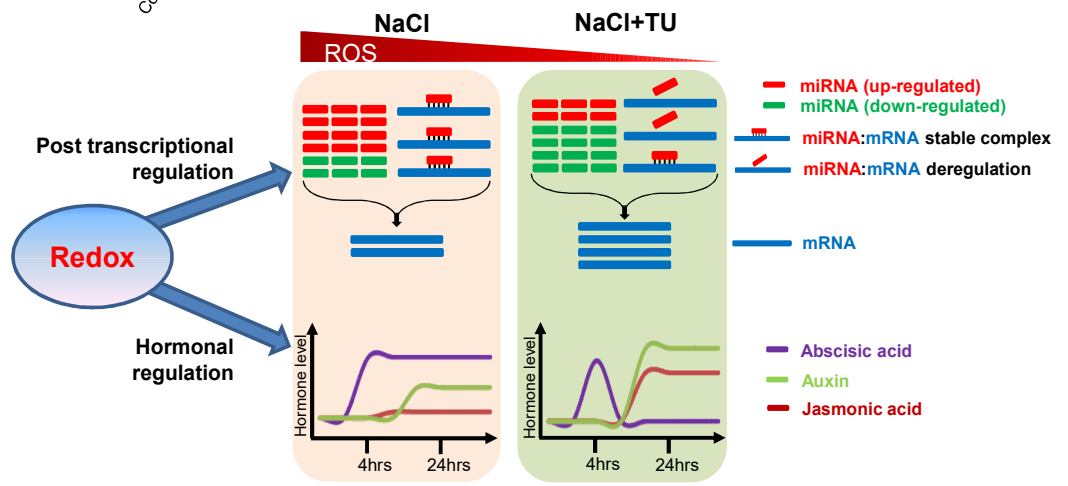 NaCl
NaCl+TU
ROS
Post transcriptional
regulation
Redox
Hormonal
regulation
miRNA (up-regulated)
miRNA (down-regulated)
miRNA:mRNA stable complex
miRNA:mRNA deregulation
mRNA
Hormone level
4hrs
24hrs
Hormone level
4hrs
24hrs
Abscisic acid
Auxin
Jasmonic acid